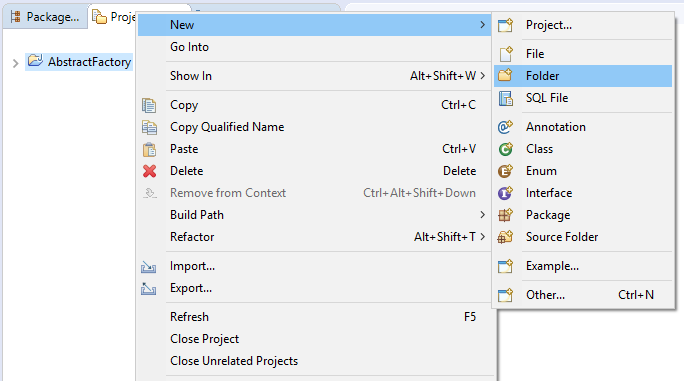 Package...
AbstractFactory
New
Go Into
Show In Alt+Shift+W
Copy Ctrl+C
Copy Qualified Name
Paste Ctrl+V
Delete Delete
Remove from Context Ctrl+Alt+Shift+Down
Build Path
Refactor Alt+Shift+T
Import...
Export...
Refresh F5
Close Project
Close Unrelated Projects
Project...
File
Folder
SQL File
Annotation
Class
Enum
Interface
Package
Source Folder
Example...
Other... Ctrl+N